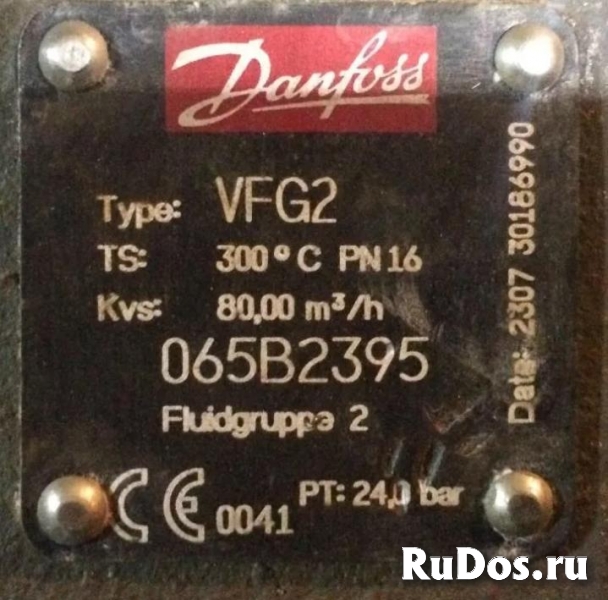 Danfoss
Type: VFG2
TS: 300°C PN16
Kvs: 80,00 m³/h
065B2395
Fluidgruppe 2
CE 0041 PT: 24,0 bar
Date: 2307 30186990
RuDos.ru